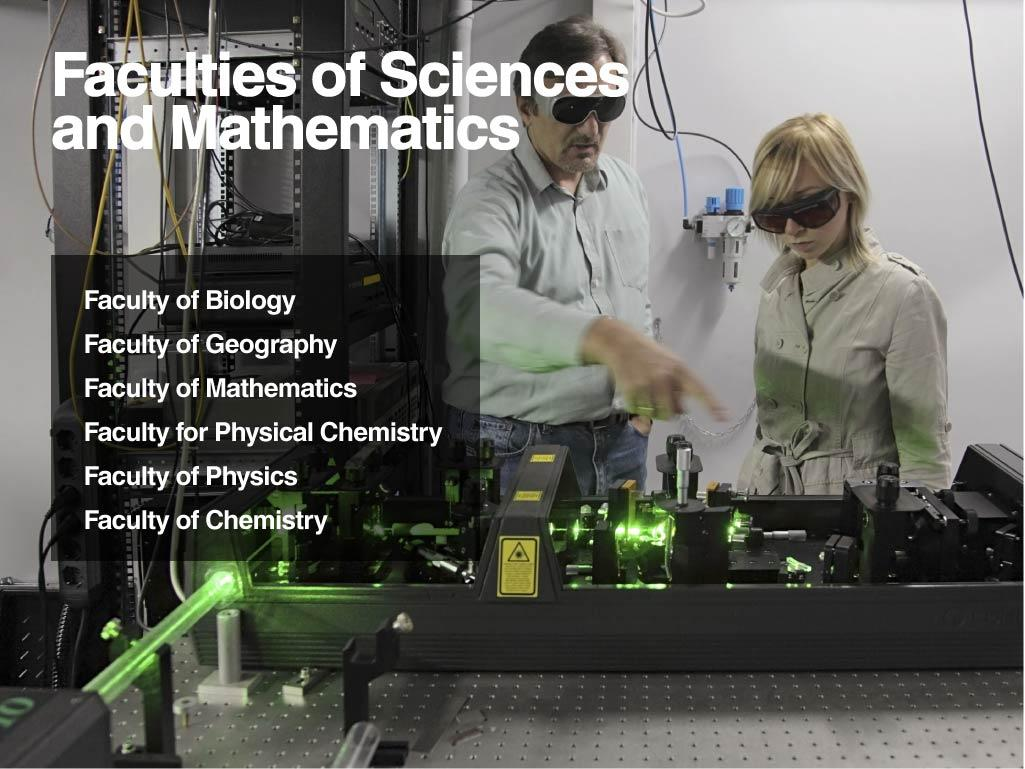 Faculties of Sciences
and Mathematics
Faculty of Biology
Faculty of Geography
Faculty of Mathematics
Faculty for Physical Chemistry
Faculty of Physics
Faculty of Chemistry